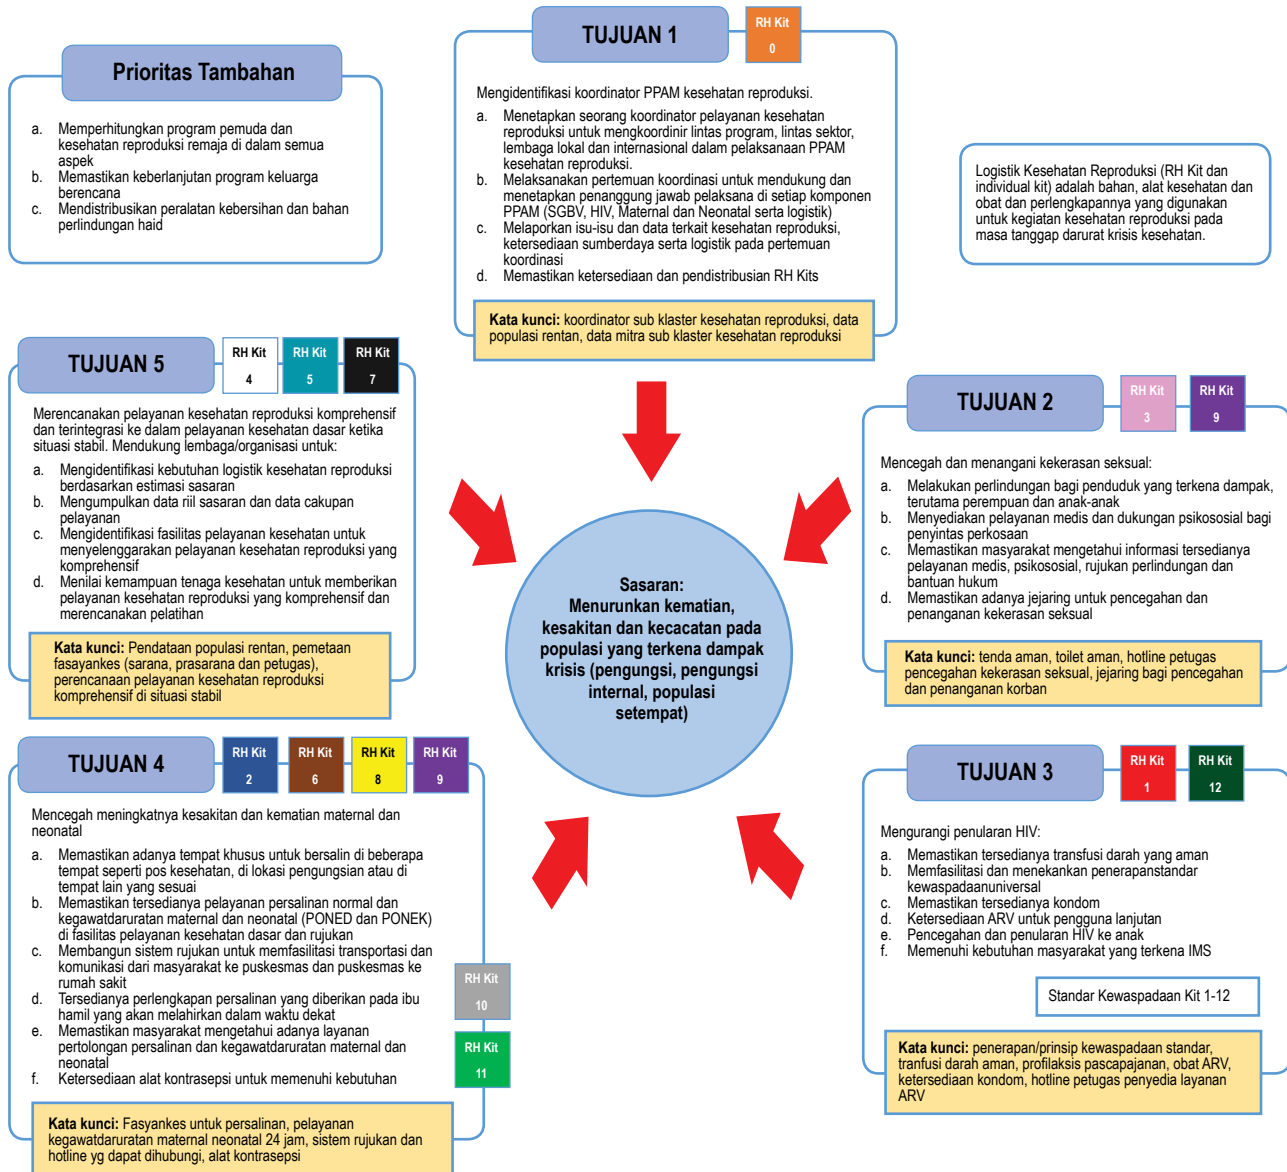 TUJUAN 1
RH Kit
0
Mengidentifikasi koordinator PPAM kesehatan reproduksi.
a. Menetapkan seorang koordinator pelayanan kesehatan
reproduksi untuk mengkoordinir lintas program, lintas sektor,
lembaga lokal dan internasional dalam pelaksanaan PPAM
kesehatan reproduksi.
b. Melaksanakan pertemuan koordinasi untuk mendukung dan
menetapkan penanggung jawab pelaksana di setiap komponen
PPAM (SGBV, HIV, Maternal dan Neonatal serta logistik)
c. Melaporkan isu-isu dan data terkait kesehatan reproduksi,
ketersediaan sumberdaya serta logistik pada pertemuan
koordinasi
d. Memastikan ketersediaan dan pendistribusian RH Kits
Kata kunci: koordinator sub klaster kesehatan reproduksi, data
populasi rentan, data mitra sub klaster kesehatan reproduksi
Prioritas Tambahan
a. Memperhitungkan program pemuda dan
kesehatan reproduksi remaja di dalam semua
aspek
b. Memastikan keberlanjutan program keluarga
berencana
c. Mendistribusikan peralatan kebersihan dan bahan
perlindungan haid
Logistik Kesehatan Reproduksi (RH Kit dan
individual kit) adalah bahan, alat kesehatan dan
obat dan perlengkapannya yang digunakan
untuk kegiatan kesehatan reproduksi pada
masa tanggap darurat krisis kesehatan.
TUJUAN 5
RH Kit
4
RH Kit
5
RH Kit
7
Merencanakan pelayanan kesehatan reproduksi komprehensif
dan terintegrasi ke dalam pelayanan kesehatan dasar ketika
situasi stabil. Mendukung lembaga/organisasi untuk:
a. Mengidentifikasi kebutuhan logistik kesehatan reproduksi
berdasarkan estimasi sasaran
b. Mengumpulkan data riil sasaran dan data cakupan
pelayanan
c. Mengidentifikasi fasilitas pelayanan kesehatan untuk
menyelenggarakan pelayanan kesehatan reproduksi yang
komprehensif
d. Menilai kemampuan tenaga kesehatan untuk memberikan
pelayanan kesehatan reproduksi yang komprehensif dan
merencanakan pelatihan
Kata kunci: Pendataan populasi rentan, pemetaan
fasayankes (sarana, prasarana dan petugas),
perencanaan pelayanan kesehatan reproduksi
komprehensif di situasi stabil
TUJUAN 2
RH Kit
3
RH Kit
9
Mencegah dan menangani kekerasan seksual:
a. Melakukan perlindungan bagi penduduk yang terkena dampak,
terutama perempuan dan anak-anak
b. Menyediakan pelayanan medis dan dukungan psikososial bagi
penyintas perkosaan
c. Memastikan masyarakat mengetahui informasi tersedianya
pelayanan medis, psikososial, rujukan perlindungan dan
bantuan hukum
d. Memastikan adanya jejaring untuk pencegahan dan
penanganan kekerasan seksual
Kata kunci: tenda aman, toilet aman, hotline petugas
pencegahan kekerasan seksual, jejaring bagi pencegahan
dan penanganan korban
Sasaran:
Menurunkan kematian,
kesakitan dan kecacatan pada
populasi yang terkena dampak
krisis (pengungsi, pengungsi
internal, populasi
setempat)
TUJUAN 4
RH Kit
2
RH Kit
6
RH Kit
8
RH Kit
9
Mencegah meningkatnya kesakitan dan kematian maternal dan
neonatal
a. Memastikan adanya tempat khusus untuk bersalin di beberapa
tempat seperti pos kesehatan, di lokasi pengungsian atau di
tempat lain yang sesuai
b. Memastikan tersedianya pelayanan persalinan normal dan
kegawatdaruratan maternal dan neonatal (PONED dan PONEK)
di fasilitas pelayanan kesehatan dasar dan rujukan
c. Membangun sistem rujukan untuk memfasilitasi transportasi dan
komunikasi dari masyarakat ke puskesmas dan puskesmas ke
rumah sakit
d. Tersedianya perlengkapan persalinan yang diberikan pada ibu
hamil yang akan melahirkan dalam waktu dekat
e. Memastikan masyarakat mengetahui adanya layanan
pertolongan persalinan dan kegawatdaruratan maternal dan
neonatal
f. Ketersediaan alat kontrasepsi untuk memenuhi kebutuhan
RH Kit
10
RH Kit
11
Kata kunci: Fasyankes untuk persalinan, pelayanan
kegawatdaruratan maternal neonatal 24 jam, sistem rujukan dan
hotline yg dapat dihubungi, alat kontrasepsi
TUJUAN 3
RH Kit
1
RH Kit
12
Mengurangi penularan HIV:
a. Memastikan tersedianya transfusi darah yang aman
b. Memfasilitasi dan menekankan penerapanstandar
kewaspadaanuniversal
c. Memastikan tersedianya kondom
d. Ketersediaan ARV untuk pengguna lanjutan
e. Pencegahan dan penularan HIV ke anak
f. Memenuhi kebutuhan masyarakat yang terkena IMS
Standar Kewaspadaan Kit 1-12
Kata kunci: penerapan/prinsip kewaspadaan standar,
tranfusi darah aman, profilaksis pascapajanan, obat ARV,
ketersediaan kondom, hotline petugas penyedia layanan
ARV